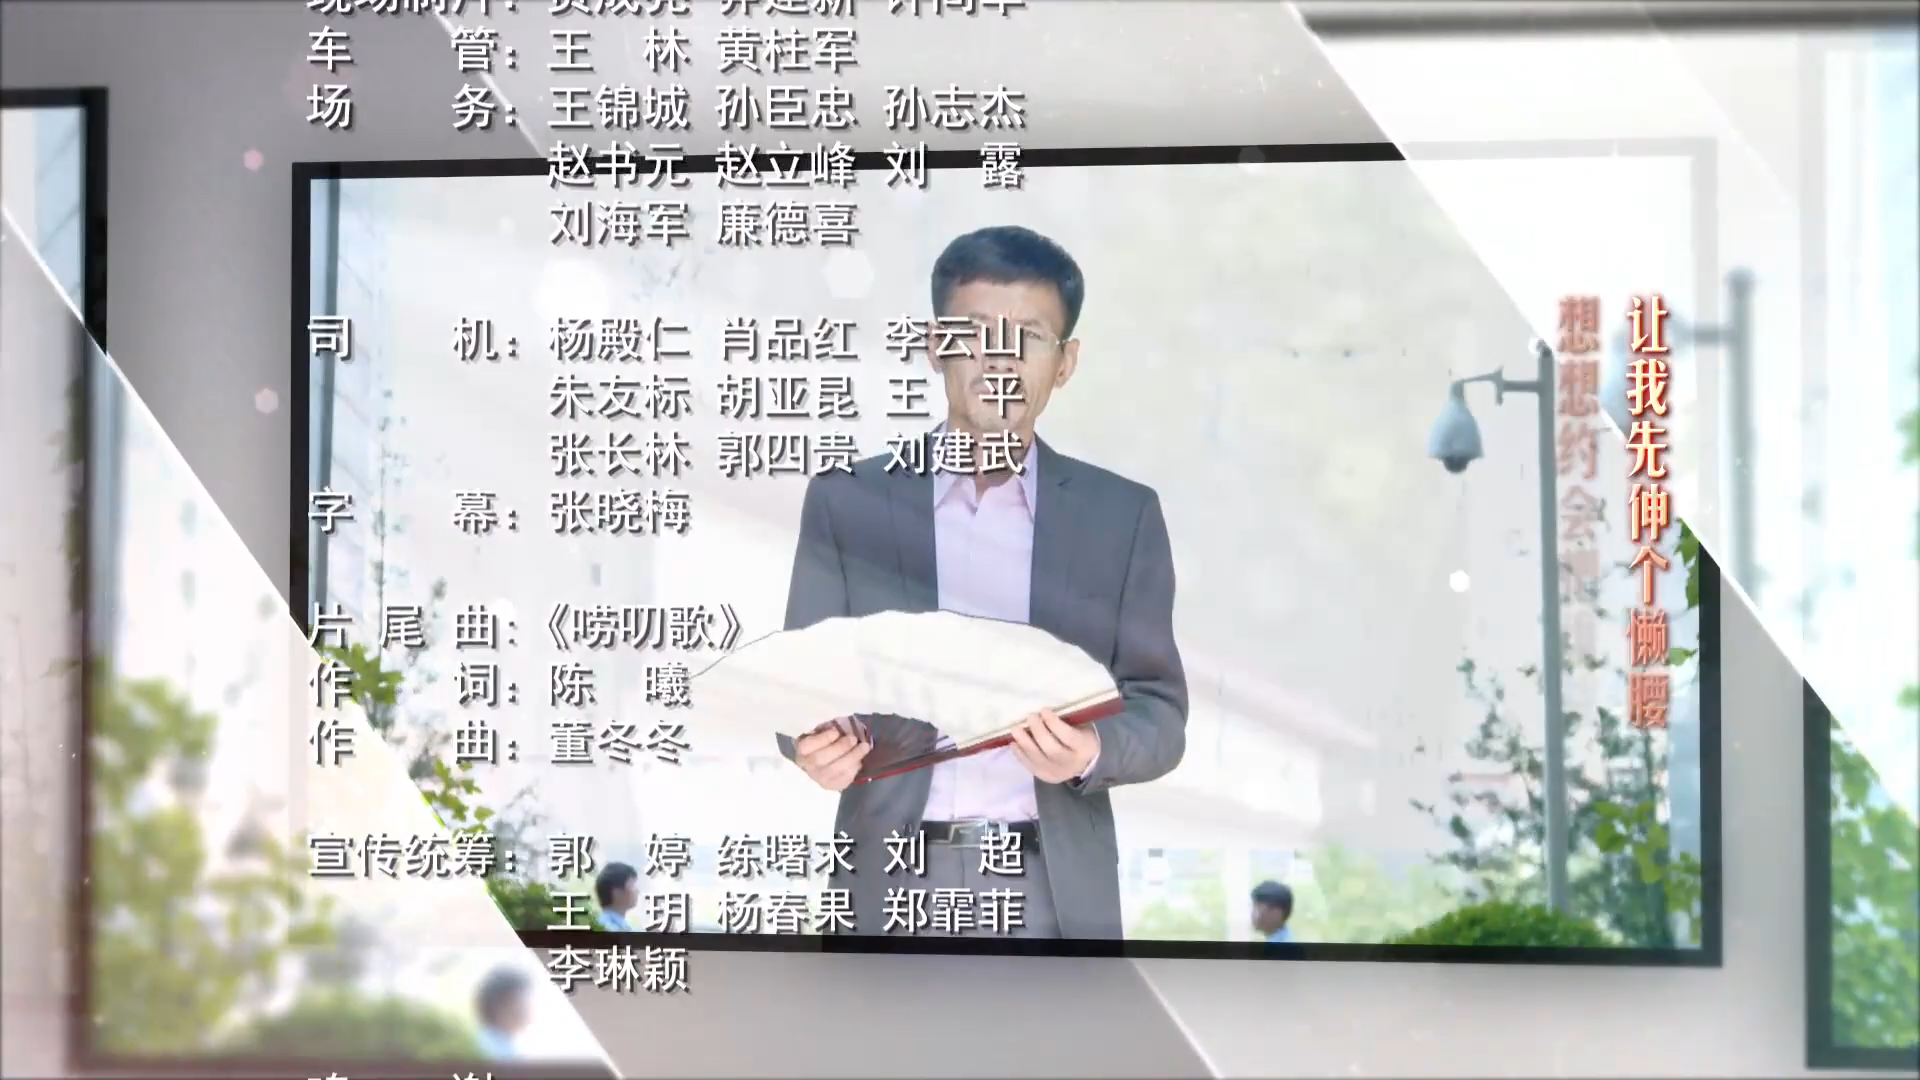 车 管：王 林 黄柱军
场 务：王锦城 孙臣忠 孙志杰
赵书元 赵立峰 刘 露
刘海军 廉德喜
司 机：杨殿仁 肖品红 李云山
朱友标 胡亚昆 王 平
张长林 郭四贵 刘建武
字 幕：张晓梅
片 尾 曲：《唠叨歌》
作 词：陈 曦
作 曲：董冬冬
宣传统筹：郭 婷 练曙求 刘 超
王 玥 杨春果 郑霏菲
李琳颖
让我先伸个懒腰
想想约会